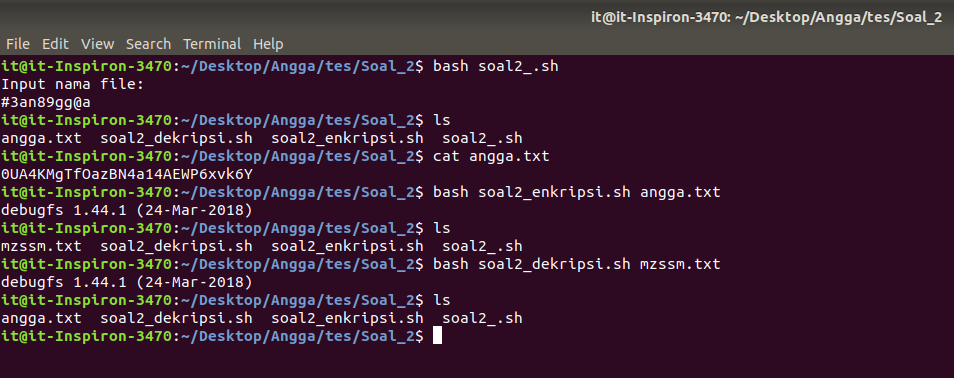 it@it-Inspiron-3470: ~/Desktop/Angga/tes/Soal_2
File Edit View Search Terminal Help
it@it-Inspiron-3470:~/Desktop/Angga/tes/Soal_2$ bash soal2_.sh
Input nama file:
#3an89gg@a
it@it-Inspiron-3470:~/Desktop/Angga/tes/Soal_2$ ls
angga.txt  soal2_dekripsi.sh  soal2_enkripsi.sh  soal2_.sh
it@it-Inspiron-3470:~/Desktop/Angga/tes/Soal_2$ cat angga.txt
0UA4KMgTfOazBN4a14AEWP6xvk6Y
it@it-Inspiron-3470:~/Desktop/Angga/tes/Soal_2$ bash soal2_enkripsi.sh angga.txt
debugfs 1.44.1 (24-Mar-2018)
it@it-Inspiron-3470:~/Desktop/Angga/tes/Soal_2$ ls
mzssm.txt  soal2_dekripsi.sh  soal2_enkripsi.sh  soal2_.sh
it@it-Inspiron-3470:~/Desktop/Angga/tes/Soal_2$ bash soal2_dekripsi.sh mzssm.txt
debugfs 1.44.1 (24-Mar-2018)
it@it-Inspiron-3470:~/Desktop/Angga/tes/Soal_2$ ls
angga.txt  soal2_dekripsi.sh  soal2_enkripsi.sh  soal2_.sh
it@it-Inspiron-3470:~/Desktop/Angga/tes/Soal_2$